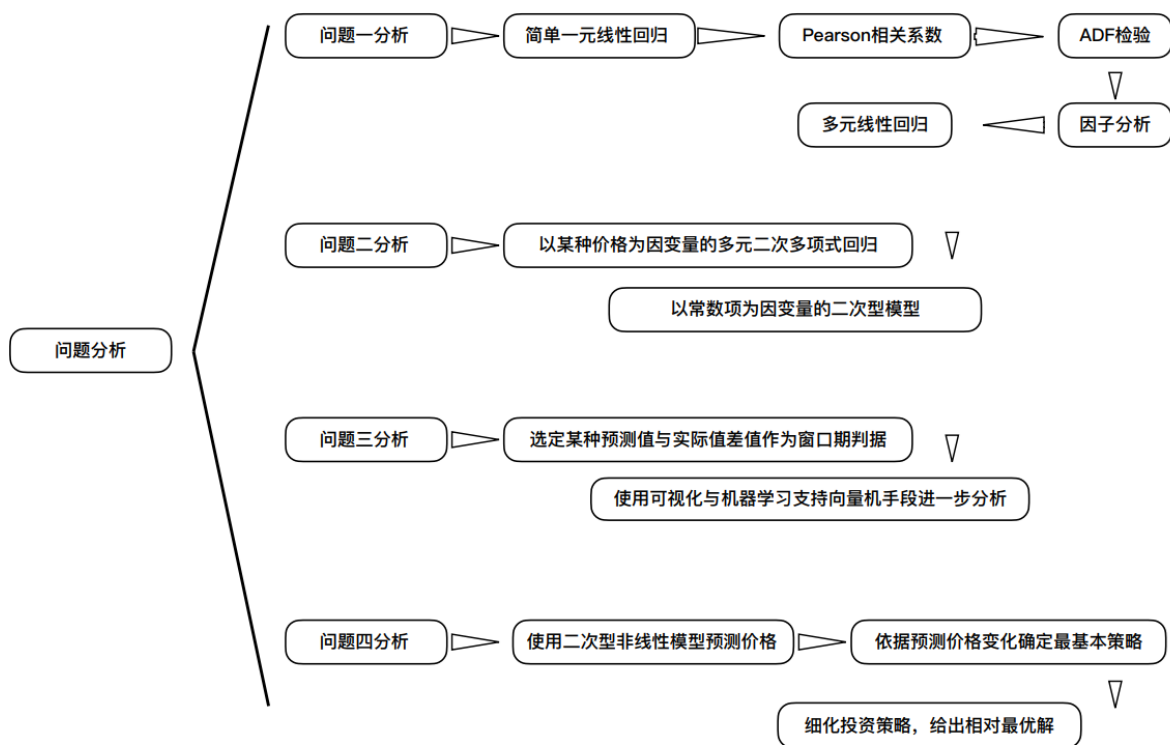 问题一分析
简单一元线性回归
Pearson相关系数
ADF检验
多元线性回归
因子分析
问题二分析
以某种价格为因变量的多元二次多项式回归
以常数项为因变量的二次型模型
问题分析
问题三分析
选定某种预测值与实际值差值作为窗口期判据
使用可视化与机器学习支持向量机手段进一步分析
问题四分析
使用二次型非线性模型预测价格
依据预测价格变化确定最基本策略
细化投资策略，给出相对最优解